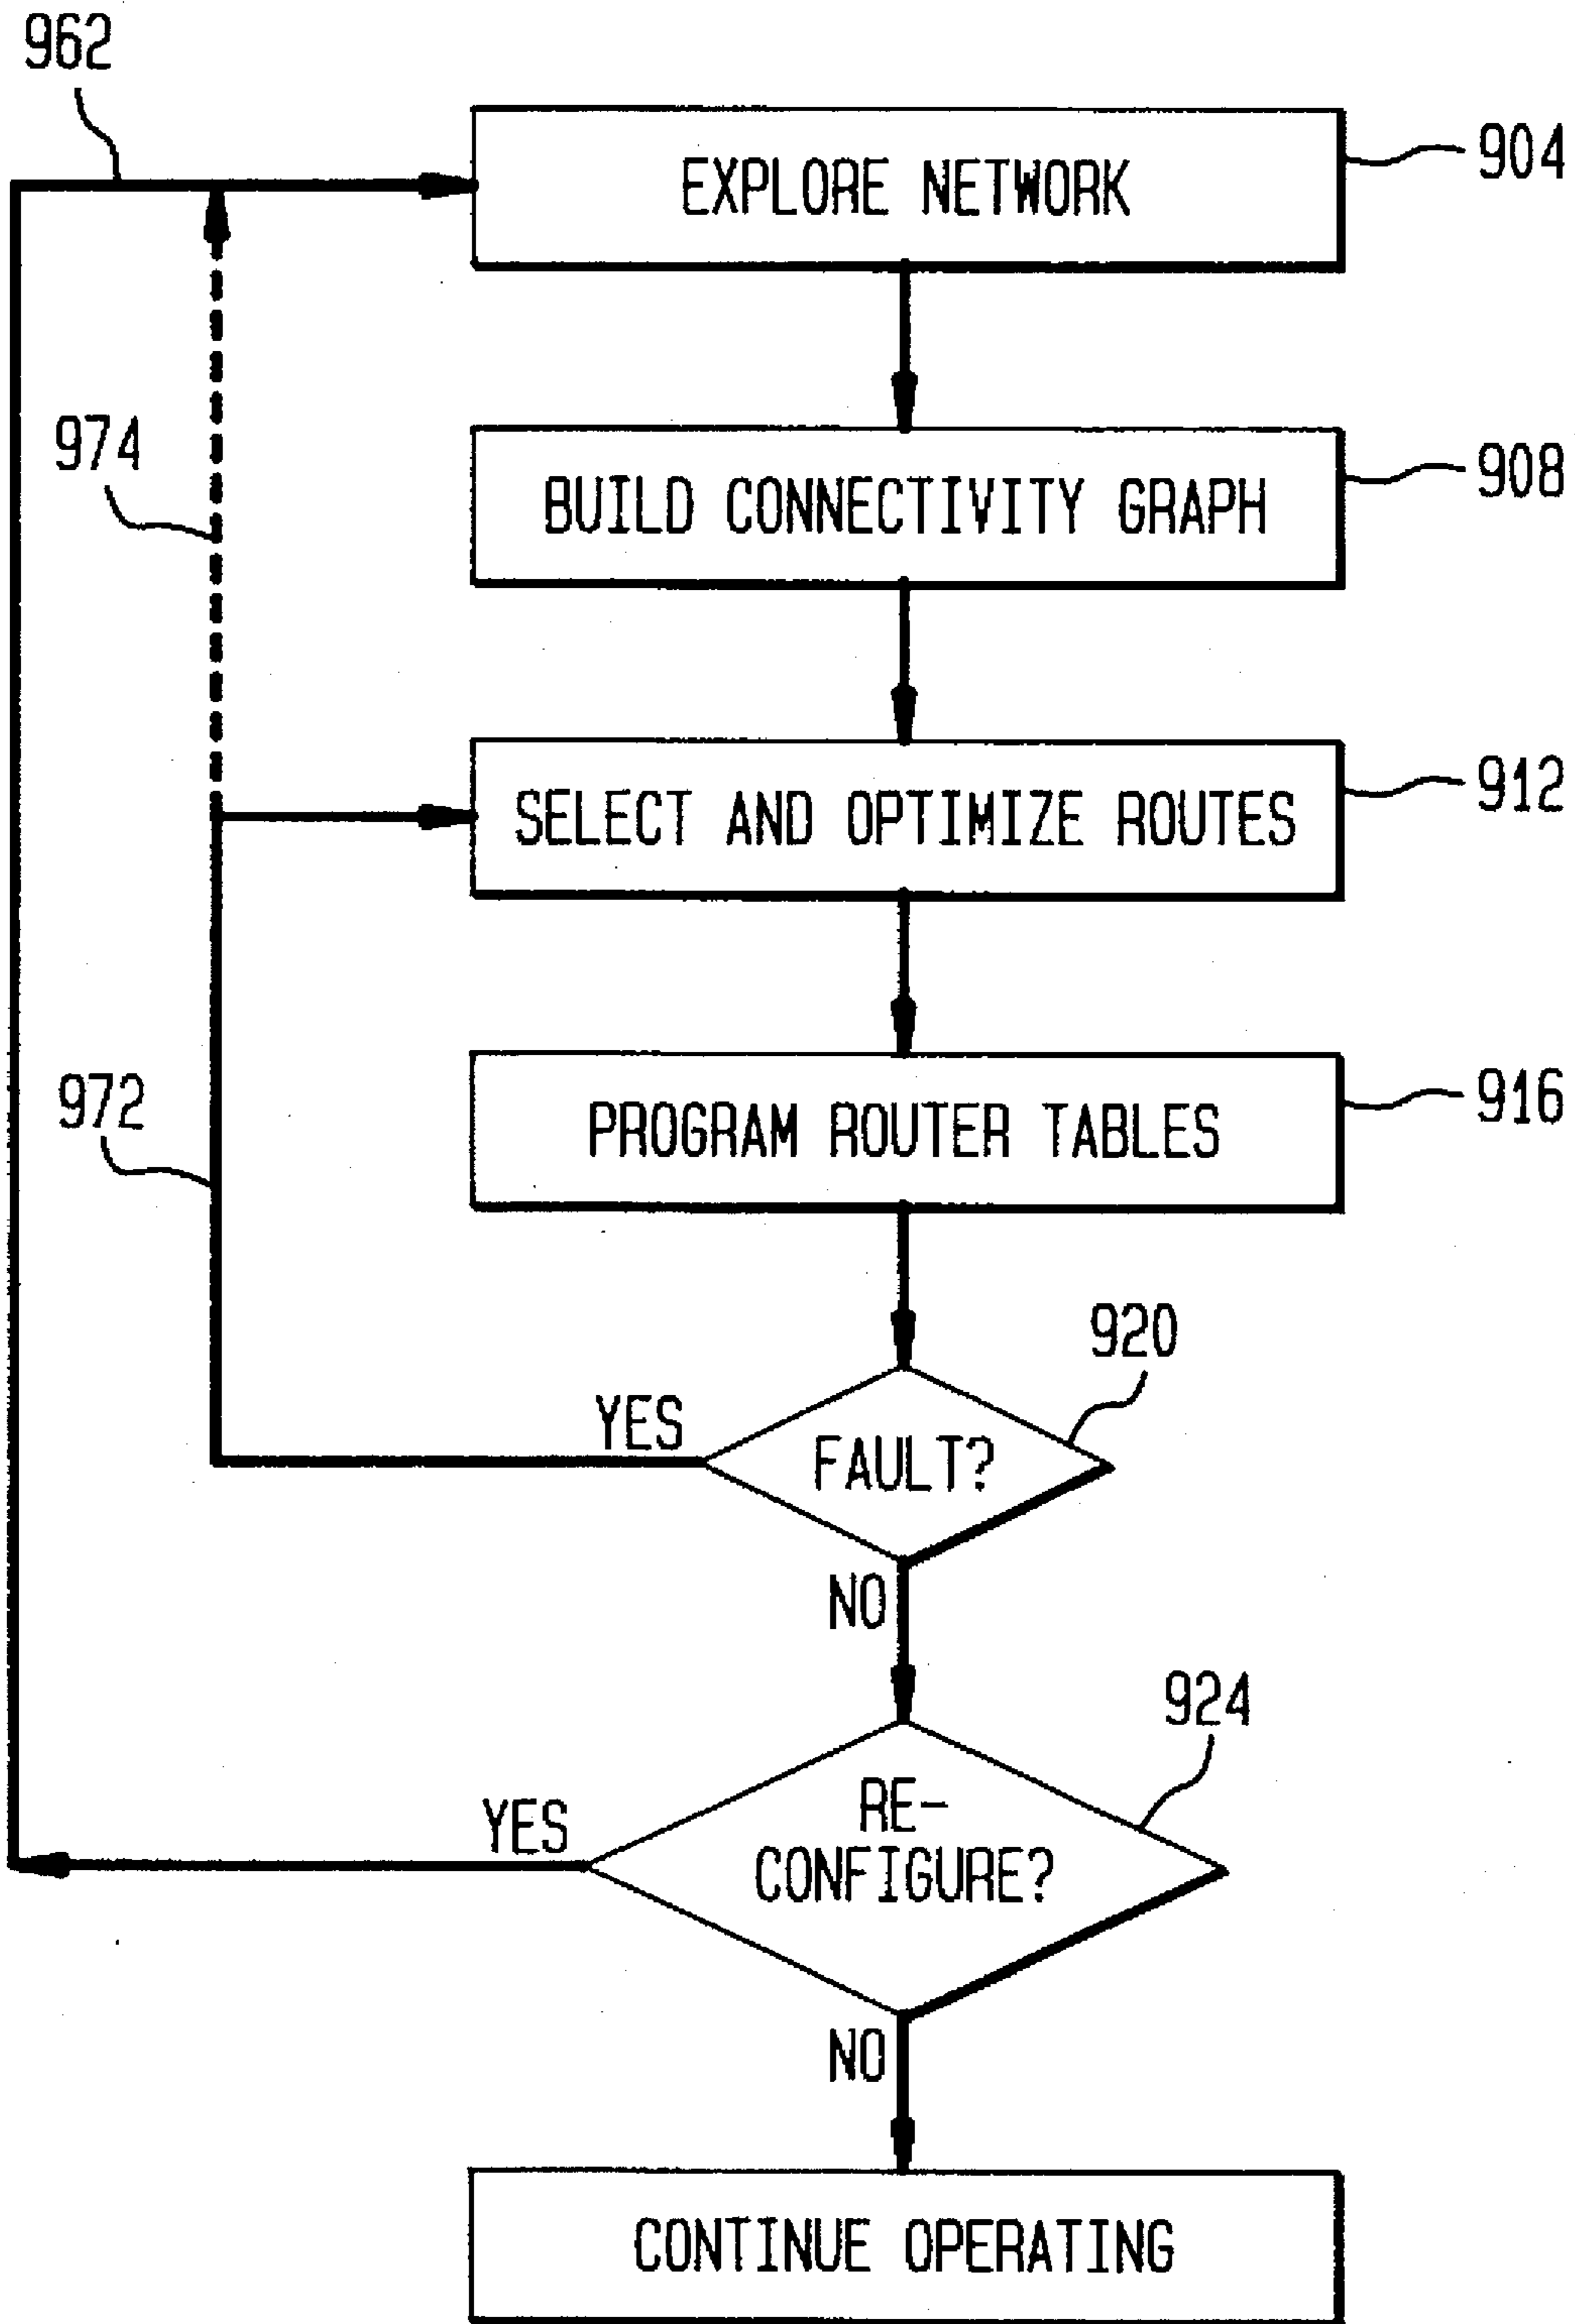 962
EXPLORE NETWORK
904
974
BUILD CONNECTIVITY GRAPH
908
SELECT AND OPTIMIZE ROUTES
912
972
PROGRAM ROUTER TABLES
916
920
YES
FAULT?
NO
924
YES
RE-
CONFIGURE?
NO
CONTINUE OPERATING